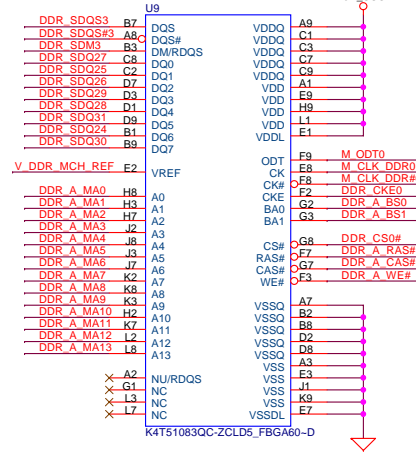 U9
DDR_SDQS3 B7 DQS VDDQ A9
DDR_SDQS#3 A8 DQS# VDDQ C1
DDR_SDM3 B3 DM/RDQS VDDQ C3
DDR_SDQ27 C8 DQ0 VDDQ C7
DDR_SDQ25 C2 DQ1 VDDQ C9
DDR_SDQ26 D7 DQ2 VDD A1
DDR_SDQ29 D3 DQ3 VDD E9
DDR_SDQ28 D1 DQ4 VDD H9
DDR_SDQ31 D9 DQ5 VDD L1
DDR_SDQ24 B1 DQ6 VDDL E1
DDR_SDQ30 B9 DQ7
ODT F9 M_ODT0
V_DDR_MCH_REF E2 VREF CK E8 M_CLK_DDR0
CK# F8 M_CLK_DDR#
CKE F2 DDR_CKE0
DDR_A_MA0 H8 A0 BA0 G2 DDR_A_BS0
DDR_A_MA1 H3 A1 BA1 G3 DDR_A_BS1
DDR_A_MA2 H7 A2
DDR_A_MA3 J2 A3
DDR_A_MA4 J8 A4 CS# G8 DDR_CS0#
DDR_A_MA5 J3 A5 RAS# F7 DDR_A_RAS#
DDR_A_MA6 J7 A6 CAS# G7 DDR_A_CAS#
DDR_A_MA7 K2 A7 WE# F3 DDR_A_WE#
DDR_A_MA8 K8 A8
DDR_A_MA9 K3 A9 VSSQ A7
DDR_A_MA10 H2 A10 VSSQ B2
DDR_A_MA11 K7 A11 VSSQ B8
DDR_A_MA12 L2 A12 VSSQ D2
DDR_A_MA13 L8 A13 VSSQ D8
VSS A3
A2 NU/RDQS VSS E3
G1 NC VSS J1
L3 NC VSS K9
L7 NC VSSDL E7
K4T51083QC-ZCLD5_FBGA60~D